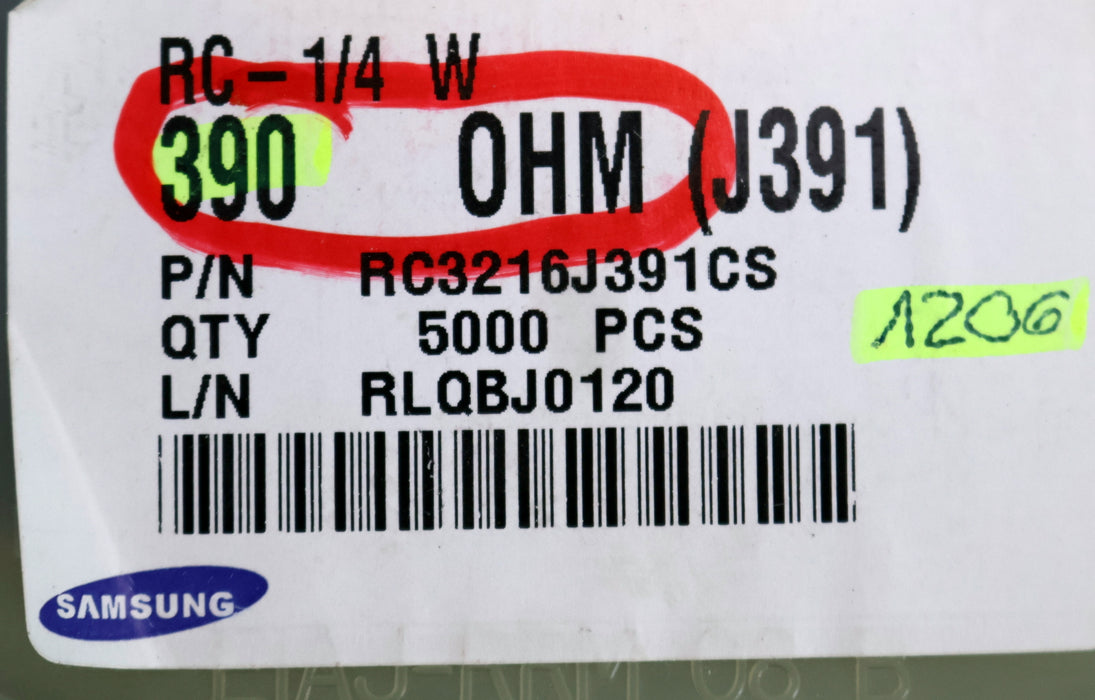 RC-1/4 W
390 OHM (J391)
P/N RC3216J391CS
QTY 5000 PCS
1206
L/N RLQBJ0120
SAMSUNG